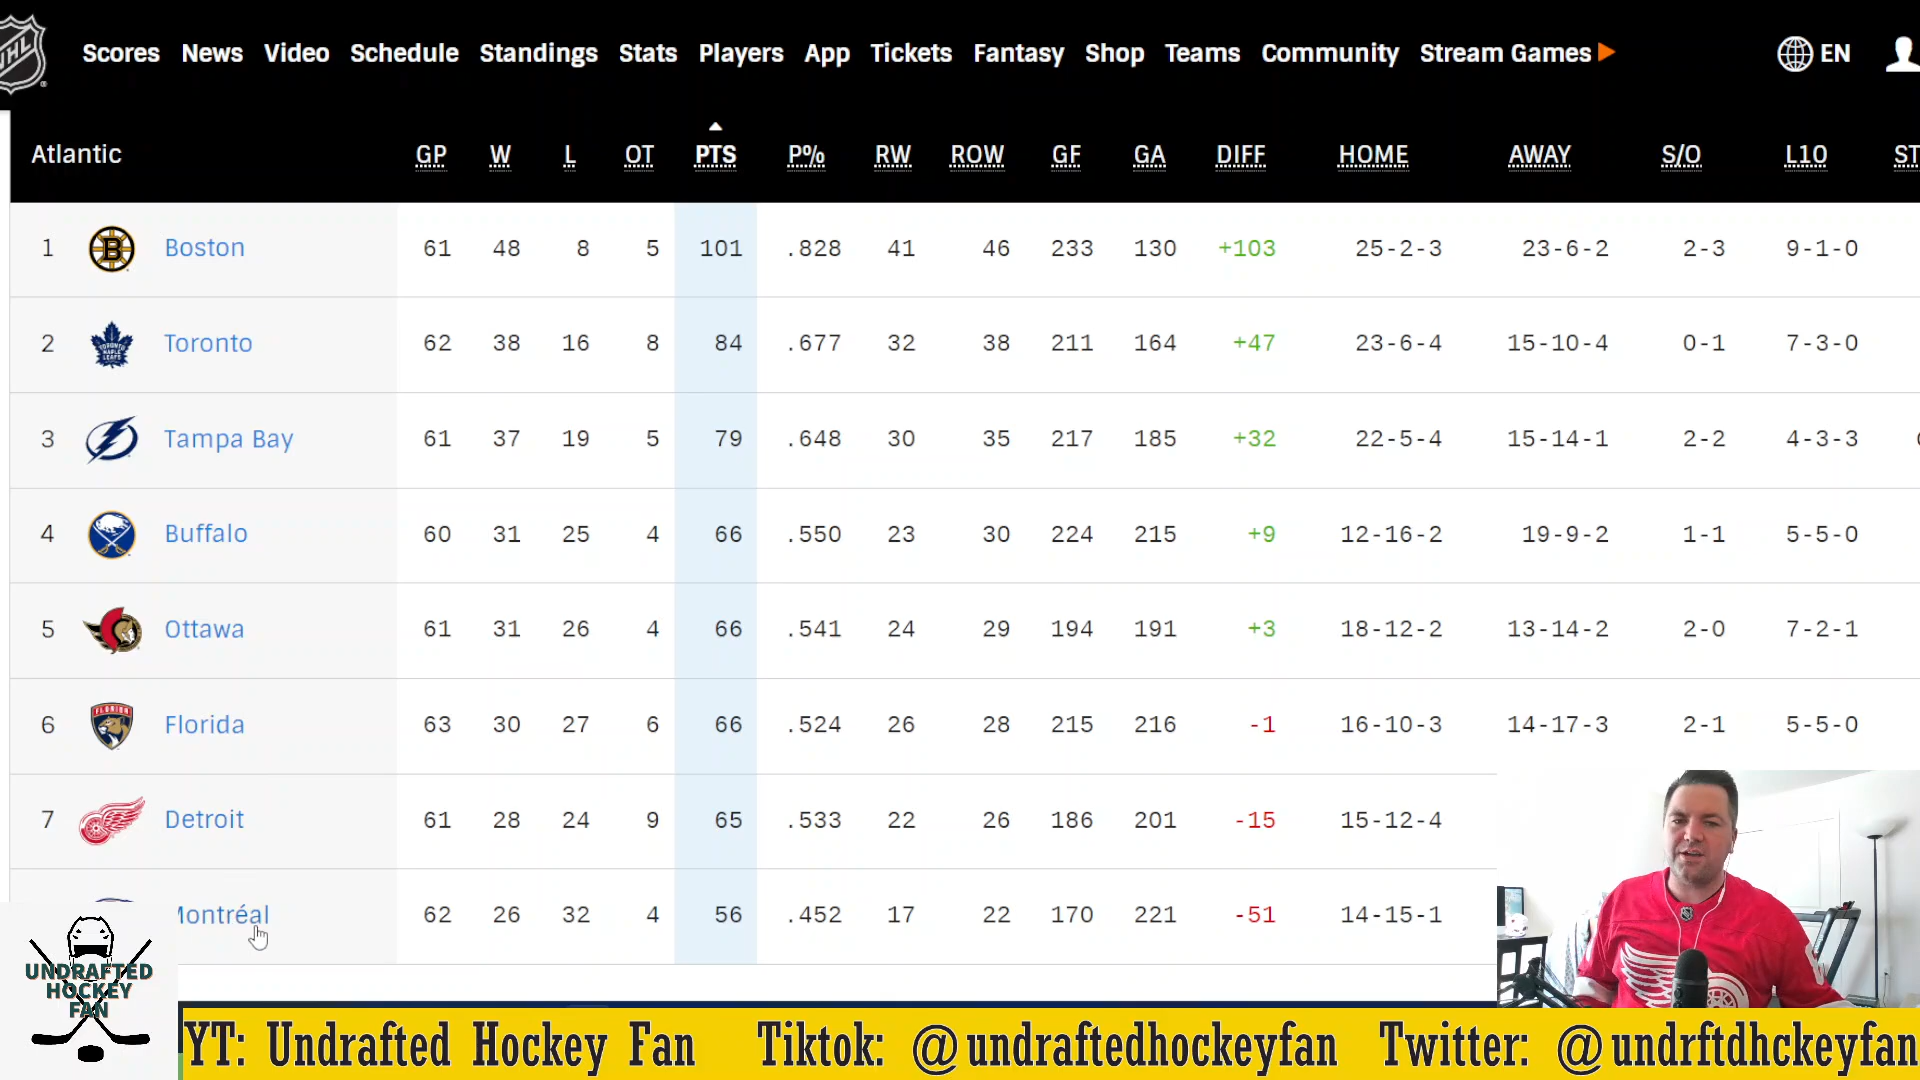 Scores News Video Schedule Standings Stats Players App Tickets Fantasy Shop Teams Community Stream Games EN
Atlantic GP W L OT PTS P% RW ROW GF GA DIFF HOME AWAY S/O L10
1 Boston 61 48 8 5 101 .828 41 46 233 130 +103 25-2-3 23-6-2 2-3 9-1-0
2 Toronto 62 38 16 8 84 .677 32 38 211 164 +47 23-6-4 15-10-4 0-1 7-3-0
3 Tampa Bay 61 37 19 5 79 .648 30 35 217 185 +32 22-5-4 15-14-1 2-2 4-3-3
4 Buffalo 60 31 25 4 66 .550 23 30 224 215 +9 12-16-2 19-9-2 1-1 5-5-0
5 Ottawa 61 31 26 4 66 .541 24 29 194 191 +3 18-12-2 13-14-2 2-0 7-2-1
6 Florida 63 30 27 6 66 .524 26 28 215 216 -1 16-10-3 14-17-3 2-1 5-5-0
7 Detroit 61 28 24 9 65 .533 22 26 186 201 -15 15-12-4
Montréal 62 26 32 4 56 .452 17 22 170 221 -51 14-15-1
UNDRAFTED
HOCKEY
FAN
YT: Undrafted Hockey Fan Tiktok: @undraftedhockeyfan Twitter: @undrftdhckeyfan